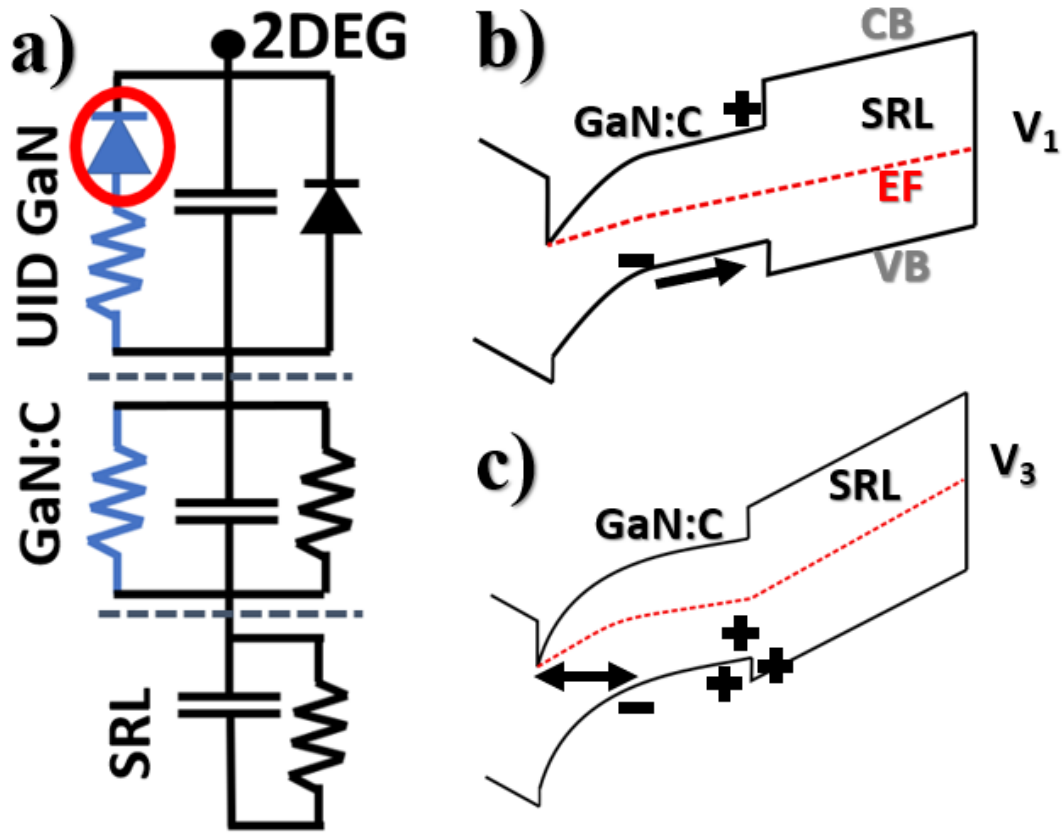 a)
2DEG
UID GaN
GaN:C
SRL
b)
CB
GaN:C
SRL
V1
EF
VB
c)
SRL
V3
GaN:C